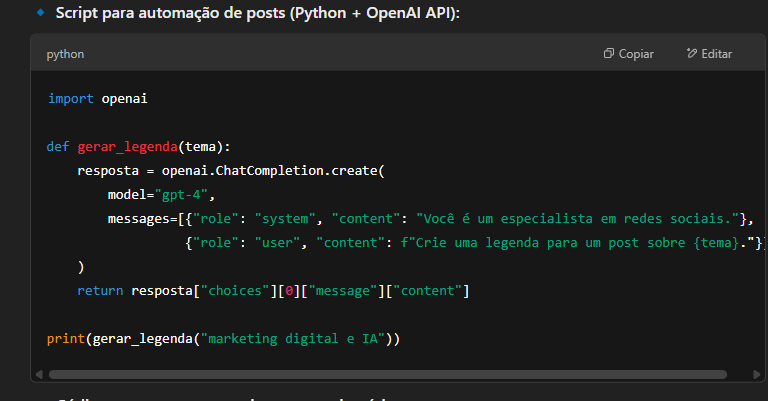 Script para automação de posts (Python + OpenAI API):
python
Copiar
Editar
import openai
def gerar_legenda(tema):
    resposta = openai.ChatCompletion.create(
        model="gpt-4",
        messages=[{"role": "system", "content": "Você é um especialista em redes sociais."},
                  {"role": "user", "content": f"Crie uma legenda para um post sobre {tema}."}]
    )
    return resposta["choices"][0]["message"]["content"]
print(gerar_legenda("marketing digital e IA"))